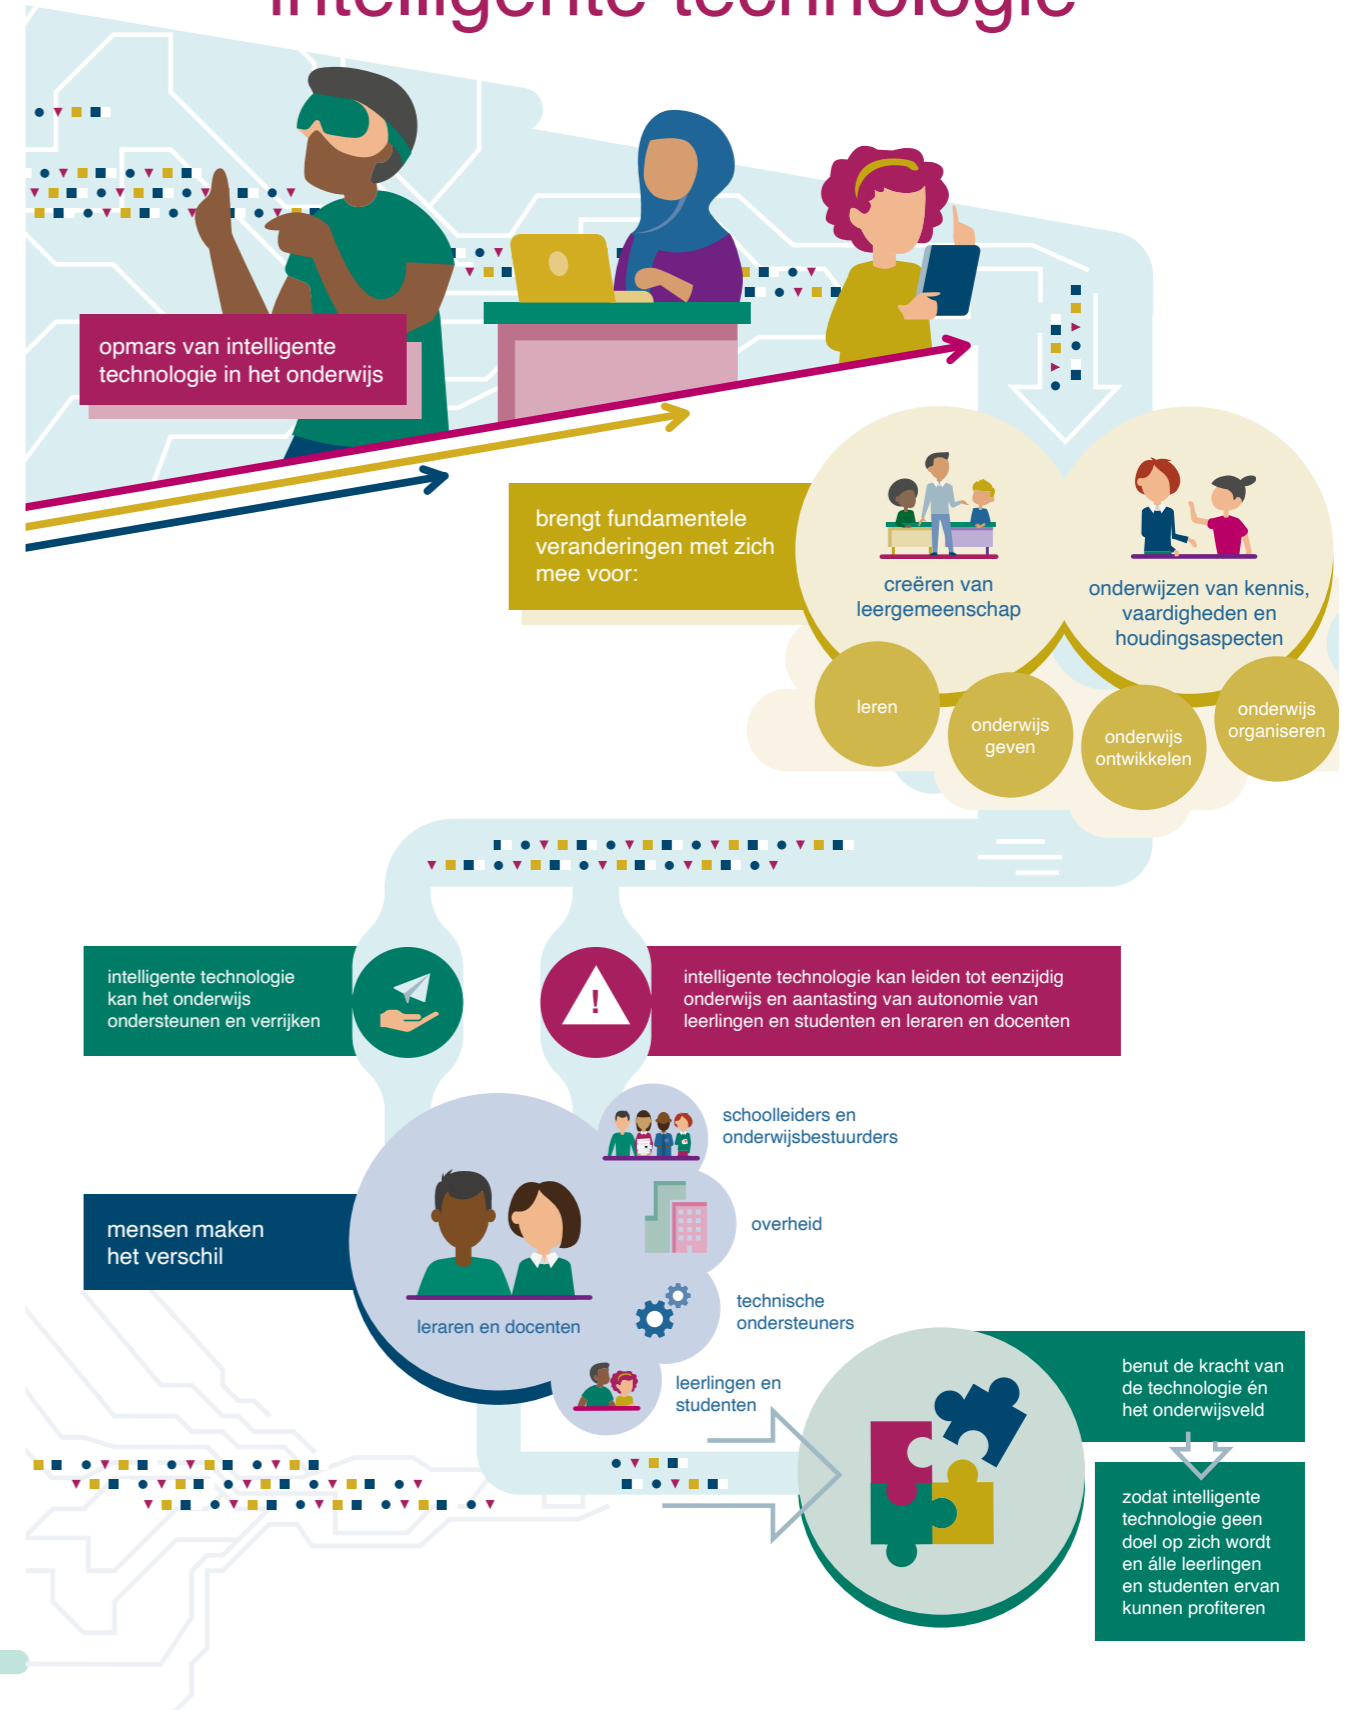 intelligente technologie
opmars van intelligente
technologie in het onderwijs
brengt fundamentele
veranderingen met zich
mee voor:
creëren van
leergemeenschap
onderwijzen van kennis,
vaardigheden en
houdingsaspecten
leren
onderwijs
geven
onderwijs
ontwikkelen
onderwijs
organiseren
intelligente technologie
kan het onderwijs
ondersteunen en verrijken
!
intelligente technologie kan leiden tot eenzijdig
onderwijs en aantasting van autonomie van
leerlingen en studenten en leraren en docenten
mensen maken
het verschil
leraren en docenten
schoolleiders en
onderwijsbestuurders
overheid
technische
ondersteuners
leerlingen en
studenten
benut de kracht van
de technologie én
het onderwijsveld
zodat intelligente
technologie geen
doel op zich wordt
en álle leerlingen
en studenten ervan
kunnen profiteren